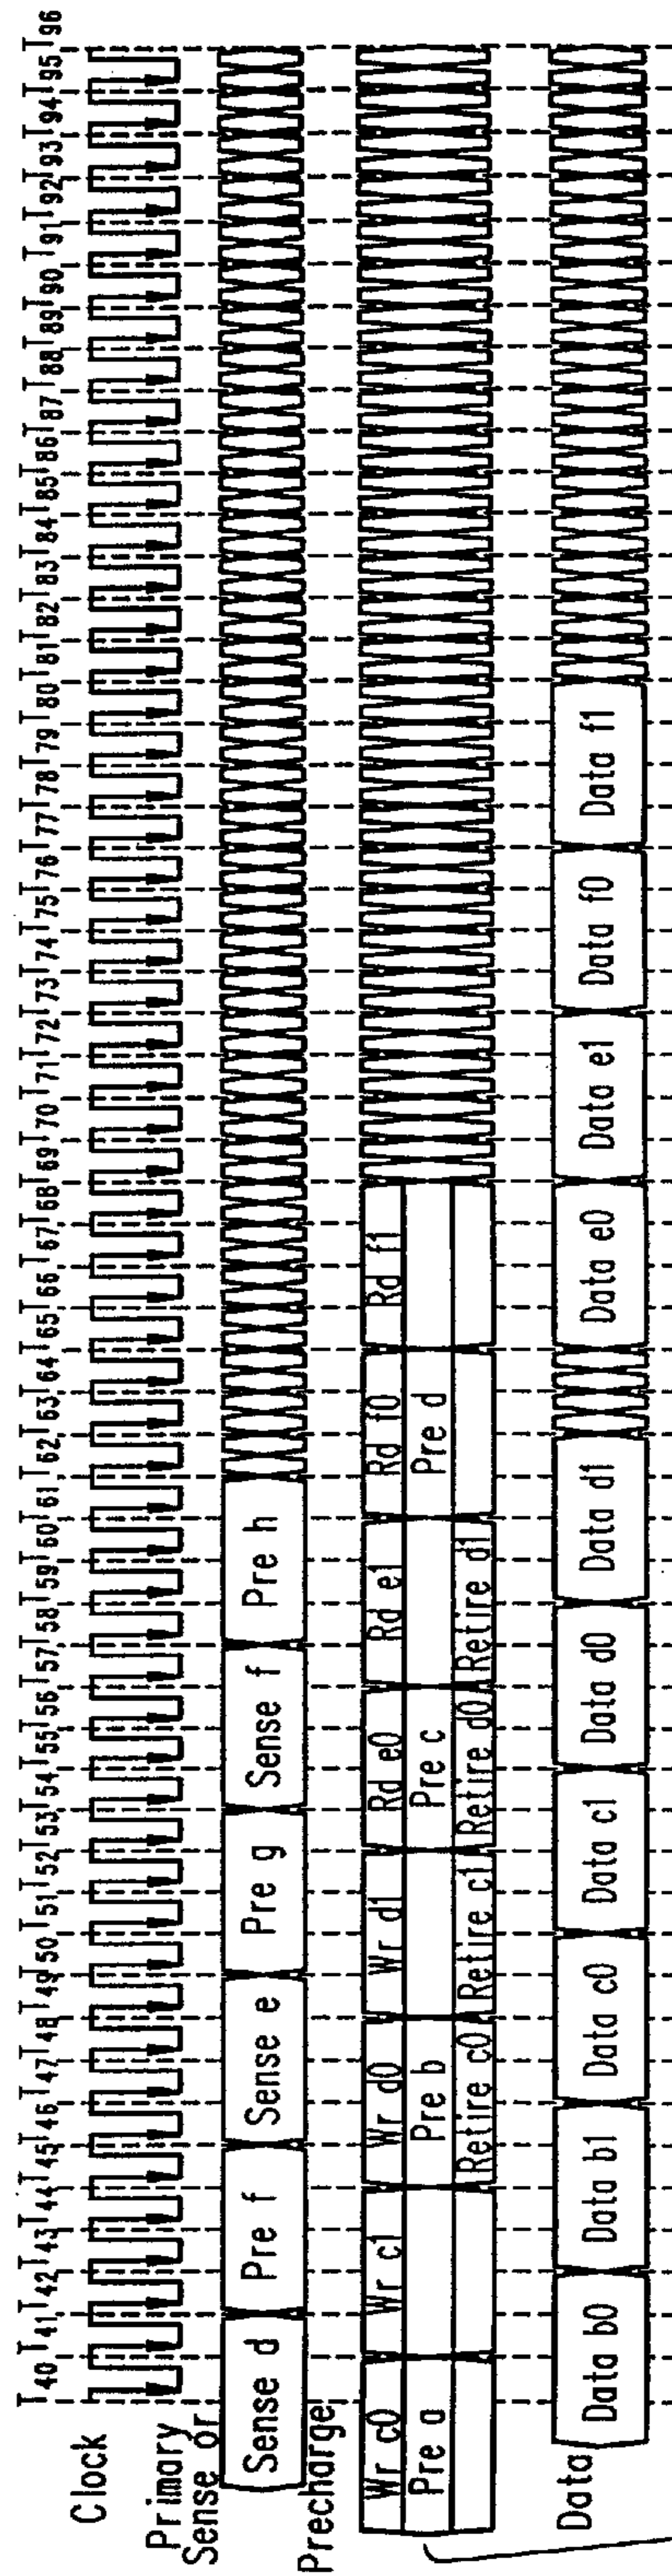 T40 T41 T42 T43 T44 T45 T46 T47 T48 T49 T50 T51 T52 T53 T54 T55 T56 T57 T58 T59 T60 T61 T62 T63 T64 T65 T66 T67 T68 T69 T70 T71 T72 T73 T74 T75 T76 T77 T78 T79 T80 T81 T82 T83 T84 T85 T86 T87 T88 T89 T90 T91 T92 T93 T94 T95 T96
Clock
Primary
Sense or
Precharge
Sense d Pre f Sense e Pre g Sense f Pre h
Wr c0 Wr c1 Wr d0 Wr d1 Rd e0 Rd e1 Rd f0 Rd f1
Pre a Pre b Pre c Pre d
Retire c0 Retire c1 Retire d0 Retire d1
Data
Data b0 Data b1 Data c0 Data c1 Data d0 Data d1 Data e0 Data e1 Data f0 Data f1